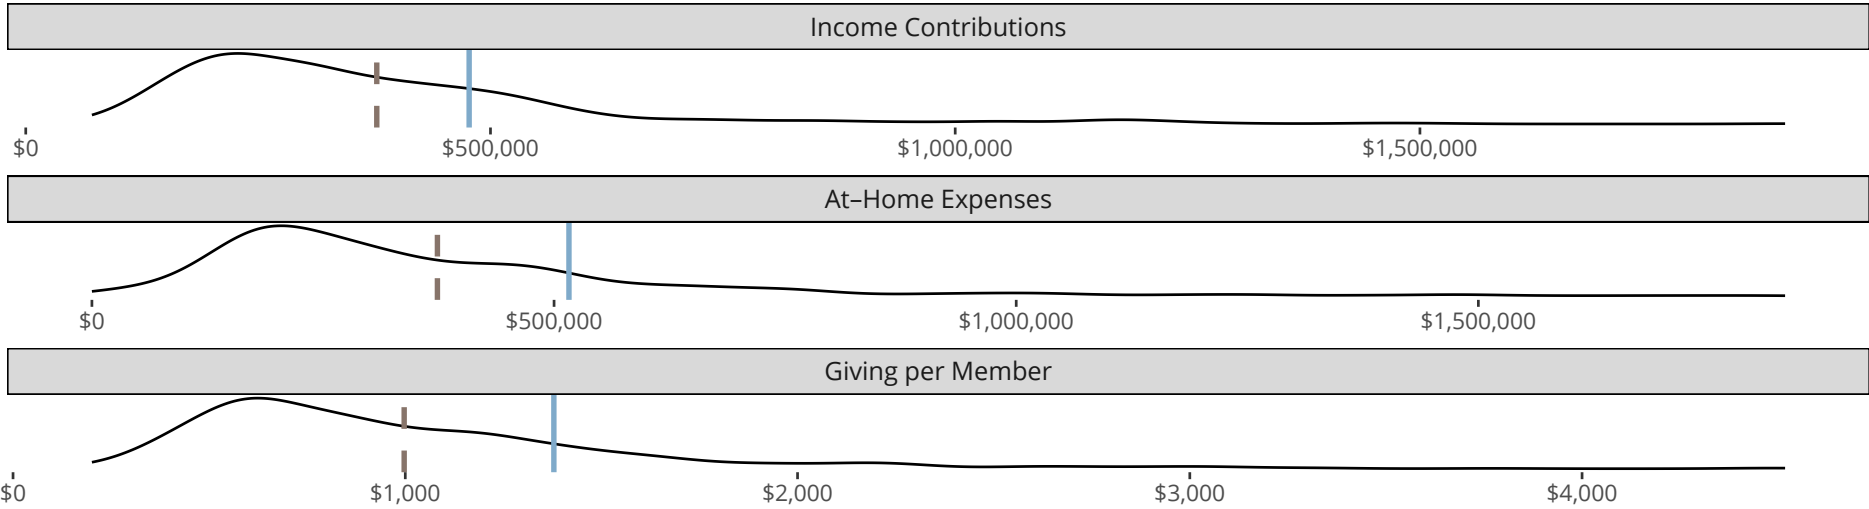 Income Contributions
$0 $500,000 $1,000,000 $1,500,000
At–Home Expenses
$0 $500,000 $1,000,000 $1,500,000
Giving per Member
$0 $1,000 $2,000 $3,000 $4,000